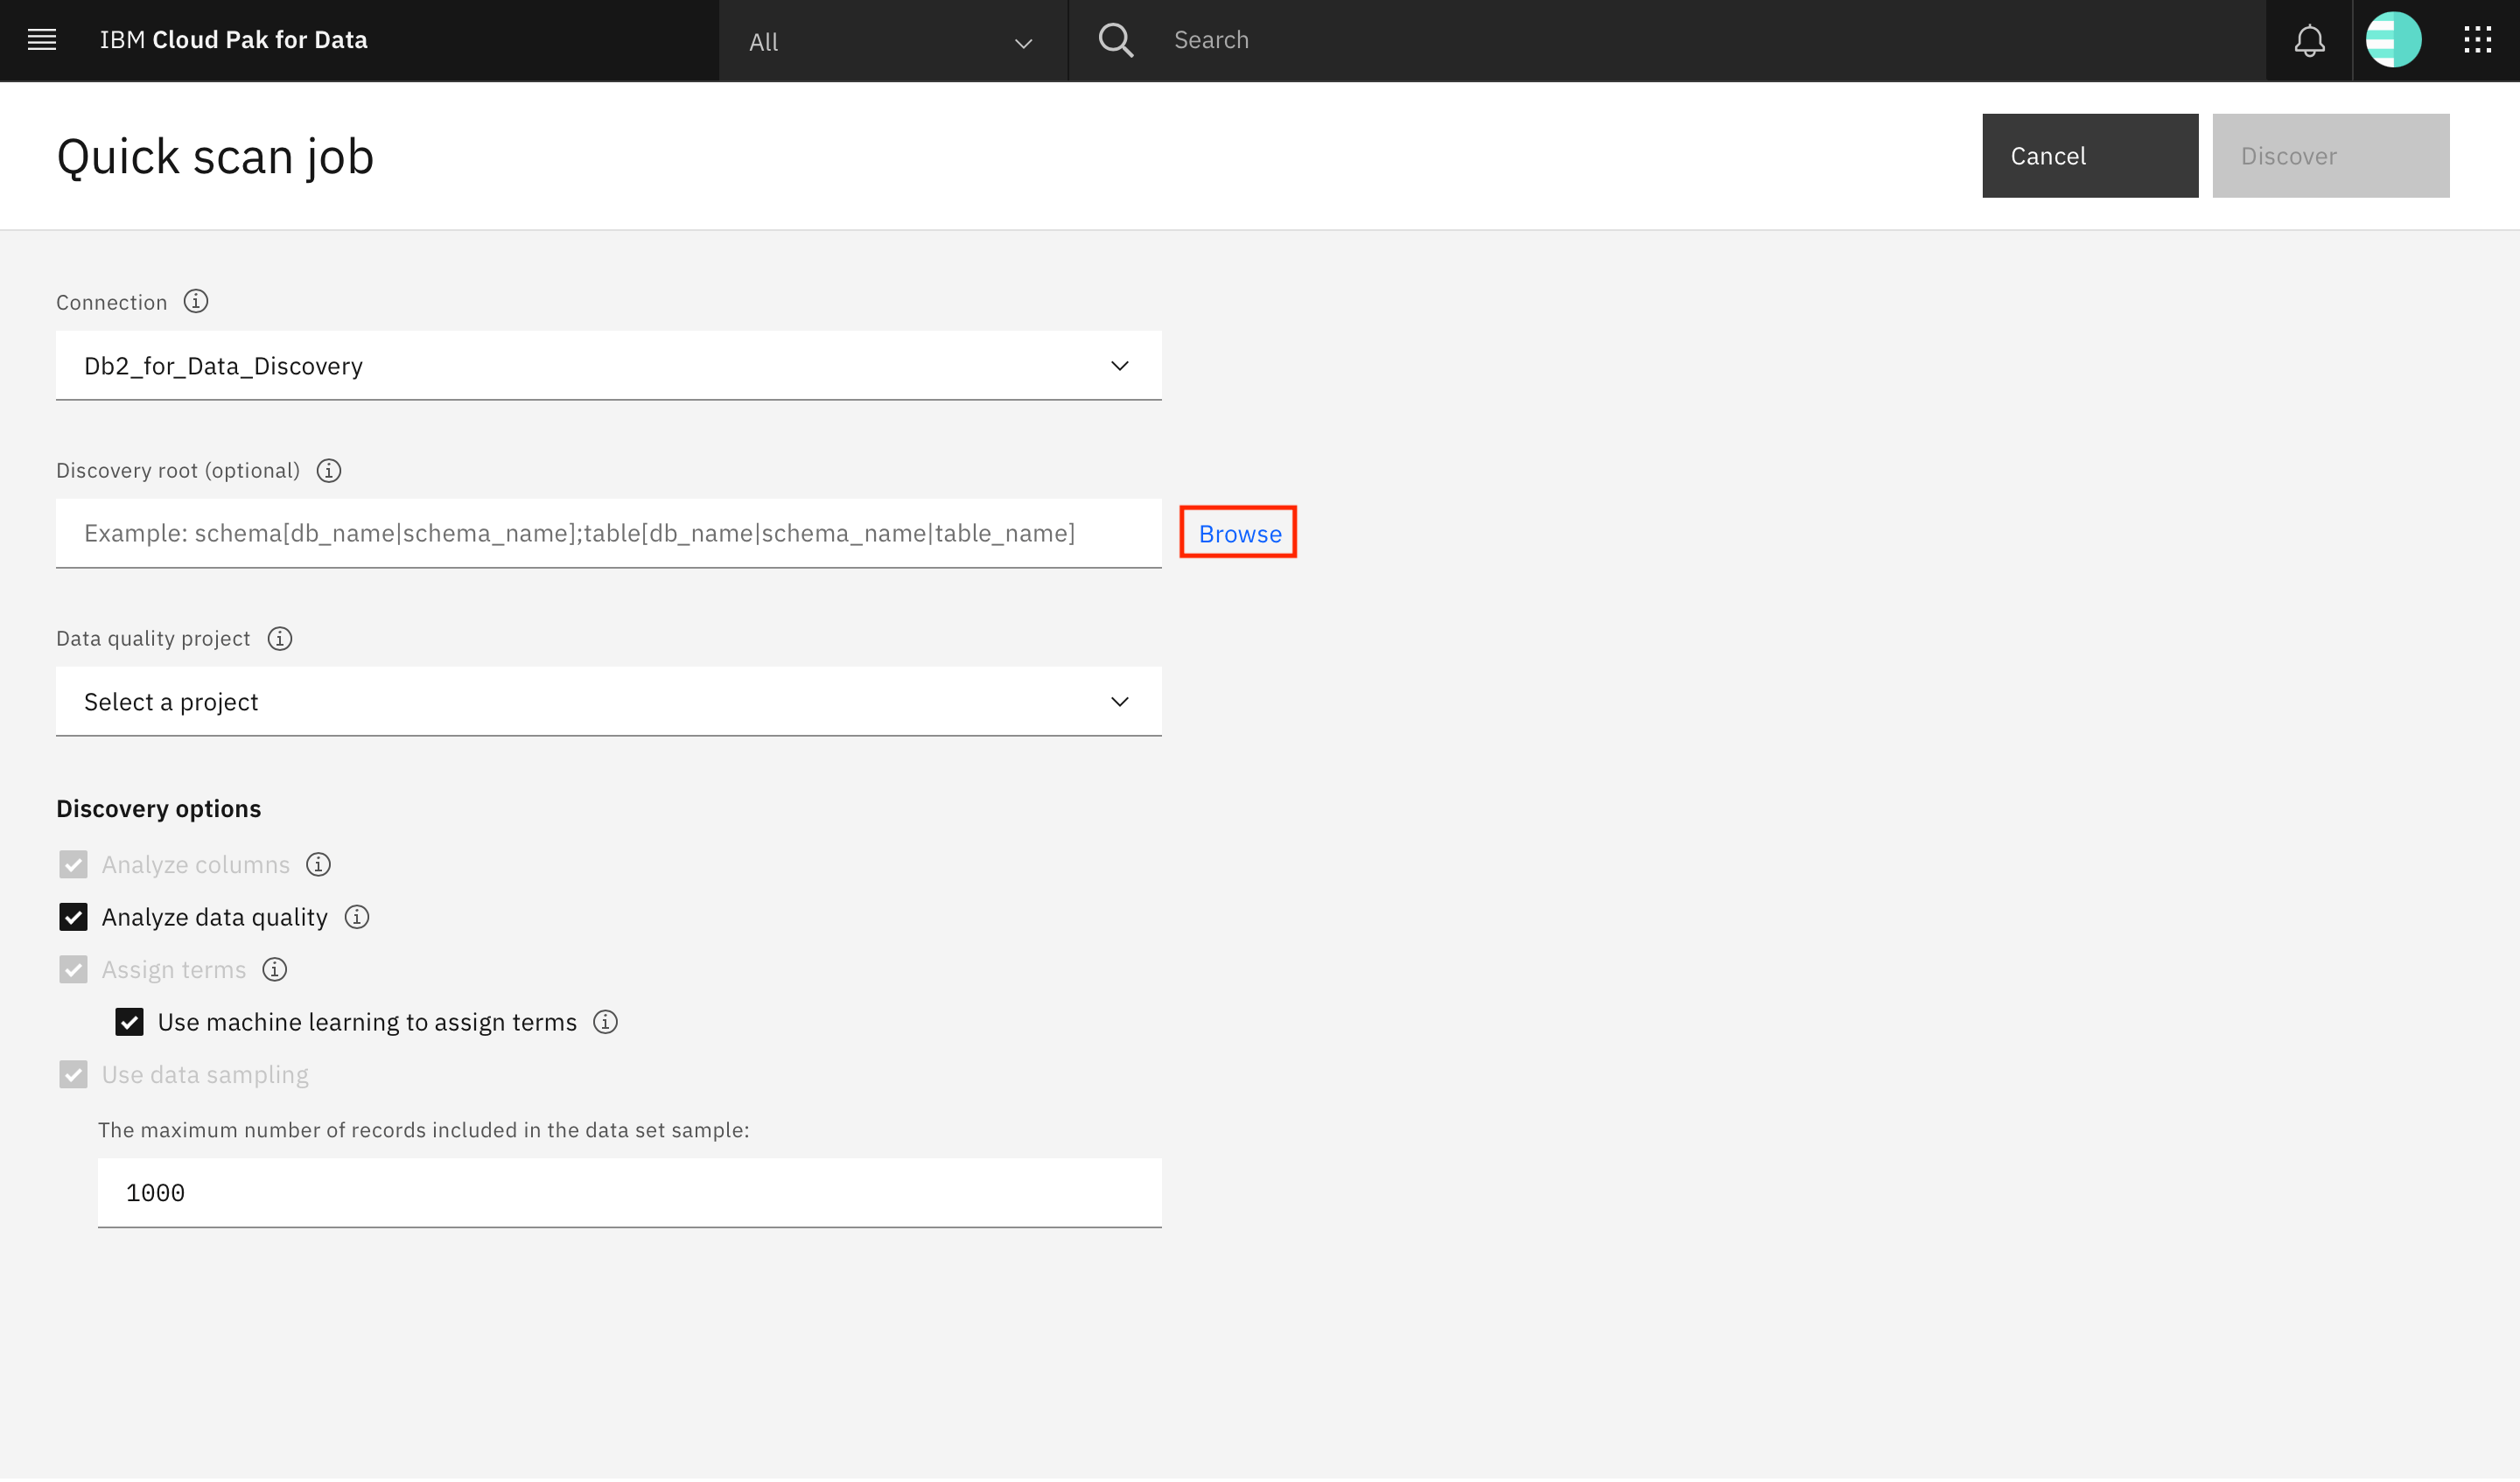 IBM Cloud Pak for Data
All
Search
Quick scan job
Cancel
Discover
Connection
Db2_for_Data_Discovery
Discovery root (optional)
Example: schema[db_name|schema_name];table[db_name|schema_name|table_name]
Browse
Data quality project
Select a project
Discovery options
Analyze columns
Analyze data quality
Assign terms
Use machine learning to assign terms
Use data sampling
The maximum number of records included in the data set sample:
1000